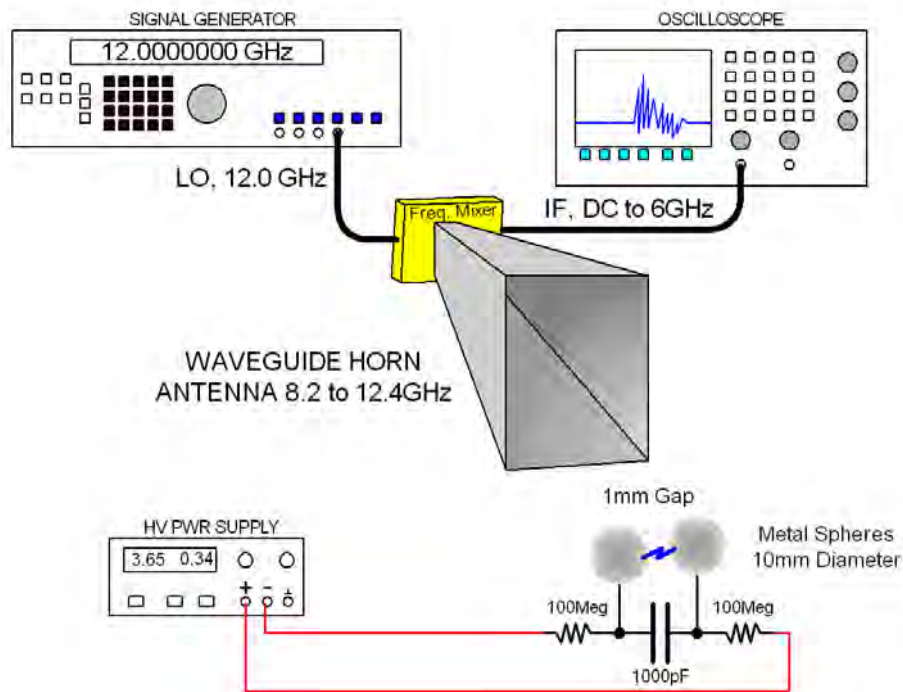 SIGNAL GENERATOR
12.0000000 GHz
OSCILLOSCOPE
LO, 12.0 GHz
Freq. Mixer
IF, DC to 6GHz
WAVEGUIDE HORN
ANTENNA 8.2 to 12.4GHz
1mm Gap
HV PWR SUPPLY
3.65 0.34
+ -
Metal Spheres
10mm Diameter
100Meg
100Meg
1000pF